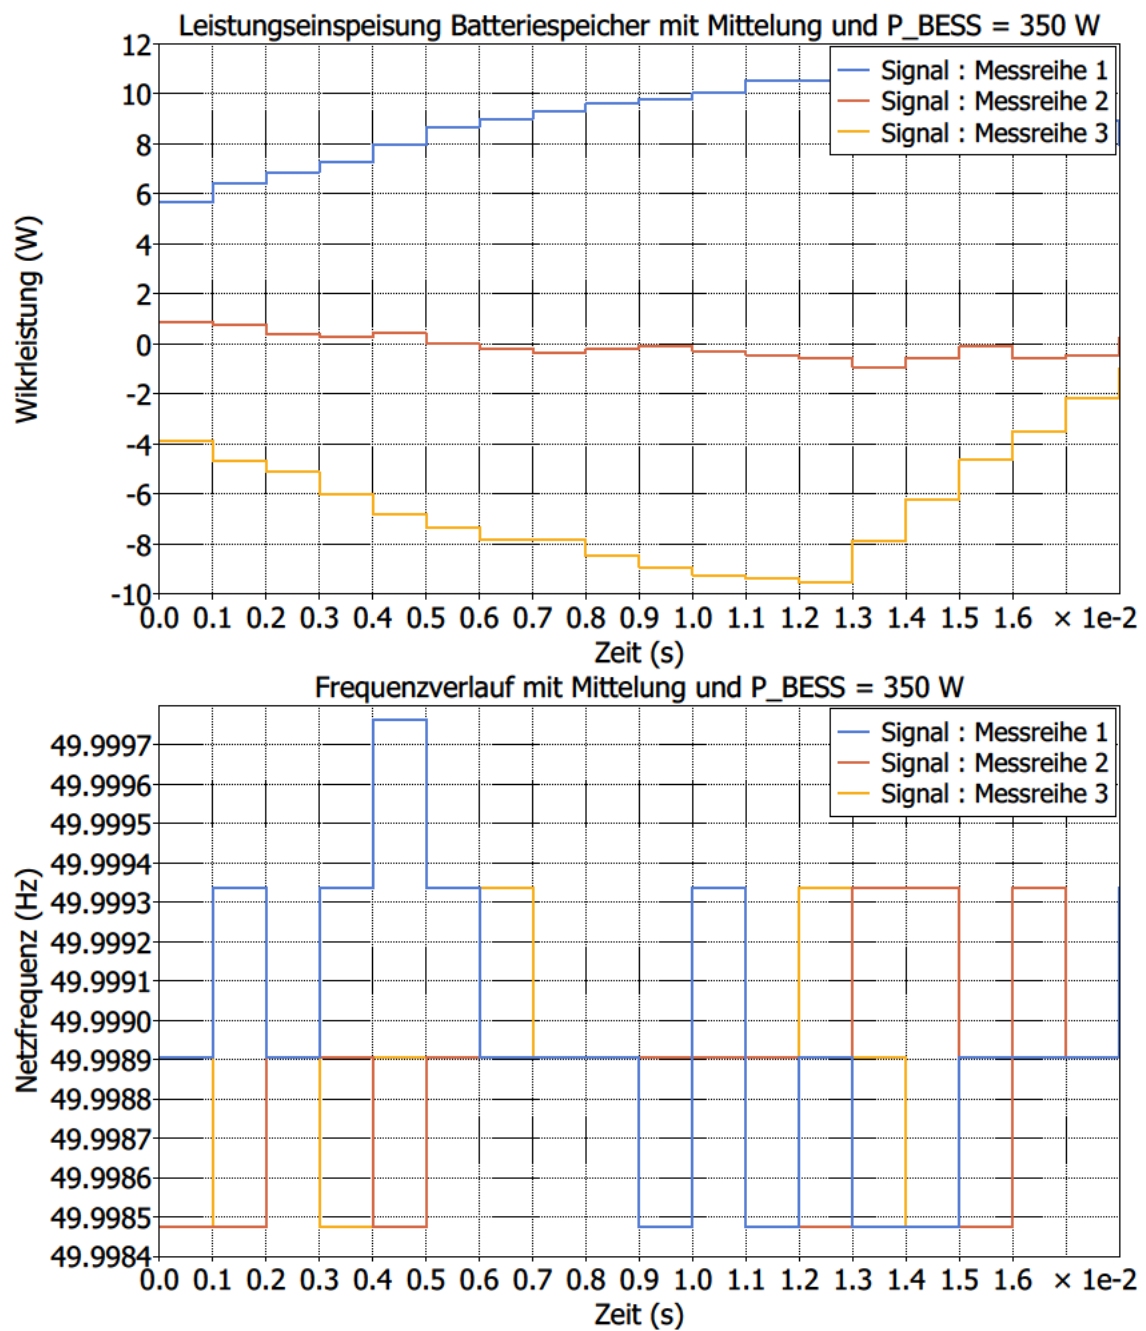 Leistungseinspeisung Batteriespeicher mit Mittelung und P_BESS = 350 W
12
10
8
6
4
2
0
-2
-4
-6
-8
-10
Wikrleistung (W)
Signal : Messreihe 1
Signal : Messreihe 2
Signal : Messreihe 3
0.0 0.1 0.2 0.3 0.4 0.5 0.6 0.7 0.8 0.9 1.0 1.1 1.2 1.3 1.4 1.5 1.6 × 1e-2
Zeit (s)
Frequenzverlauf mit Mittelung und P_BESS = 350 W
49.9997
49.9996
49.9995
49.9994
49.9993
49.9992
49.9991
49.9990
49.9989
49.9988
49.9987
49.9986
49.9985
49.9984
Netzfrequenz (Hz)
Signal : Messreihe 1
Signal : Messreihe 2
Signal : Messreihe 3
0.0 0.1 0.2 0.3 0.4 0.5 0.6 0.7 0.8 0.9 1.0 1.1 1.2 1.3 1.4 1.5 1.6 × 1e-2
Zeit (s)